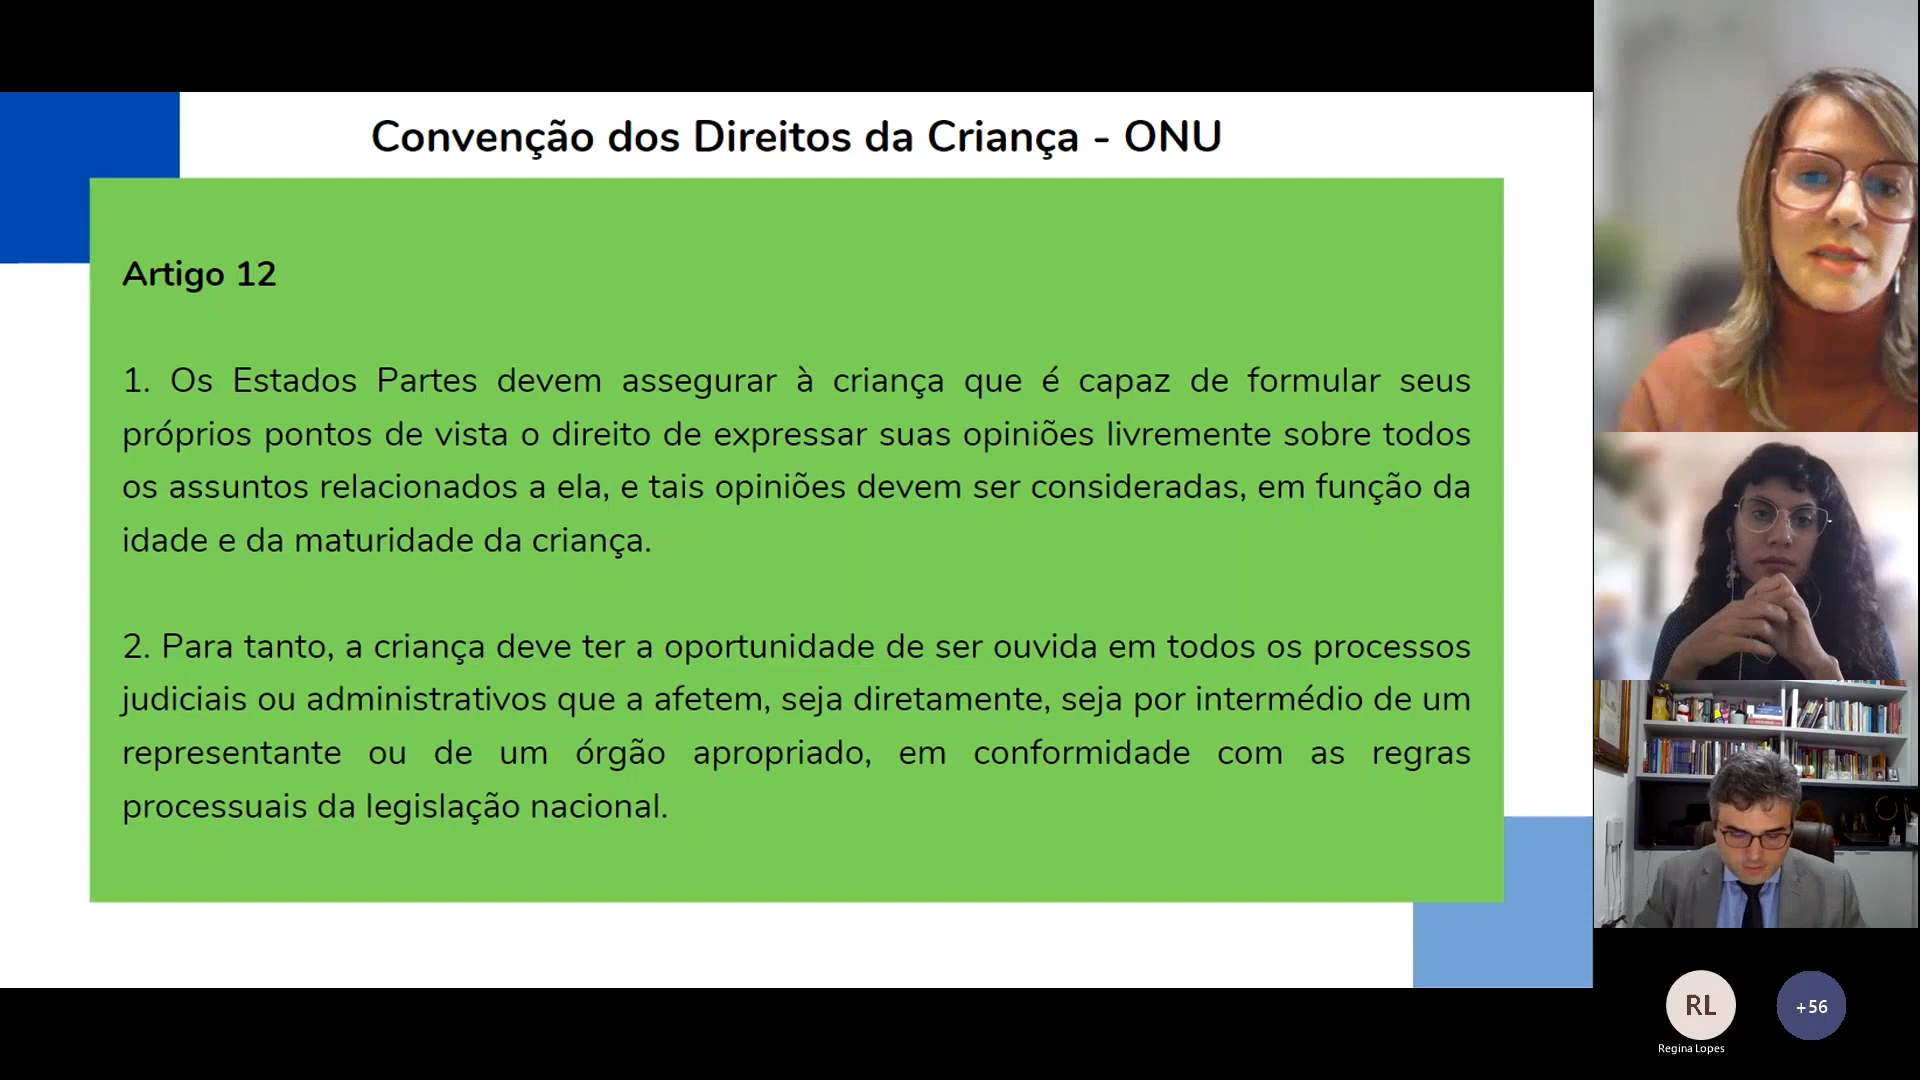 Convenção dos Direitos da Criança - ONU
Artigo 12
1. Os Estados Partes devem assegurar à criança que é capaz de formular seus
próprios pontos de vista o direito de expressar suas opiniões livremente sobre todos
os assuntos relacionados a ela, e tais opiniões devem ser consideradas, em função da
idade e da maturidade da criança.
2. Para tanto, a criança deve ter a oportunidade de ser ouvida em todos os processos
judiciais ou administrativos que a afetem, seja diretamente, seja por intermédio de um
representante ou de um órgão apropriado, em conformidade com as regras
processuais da legislação nacional.
RL
+56
Regina Lopes